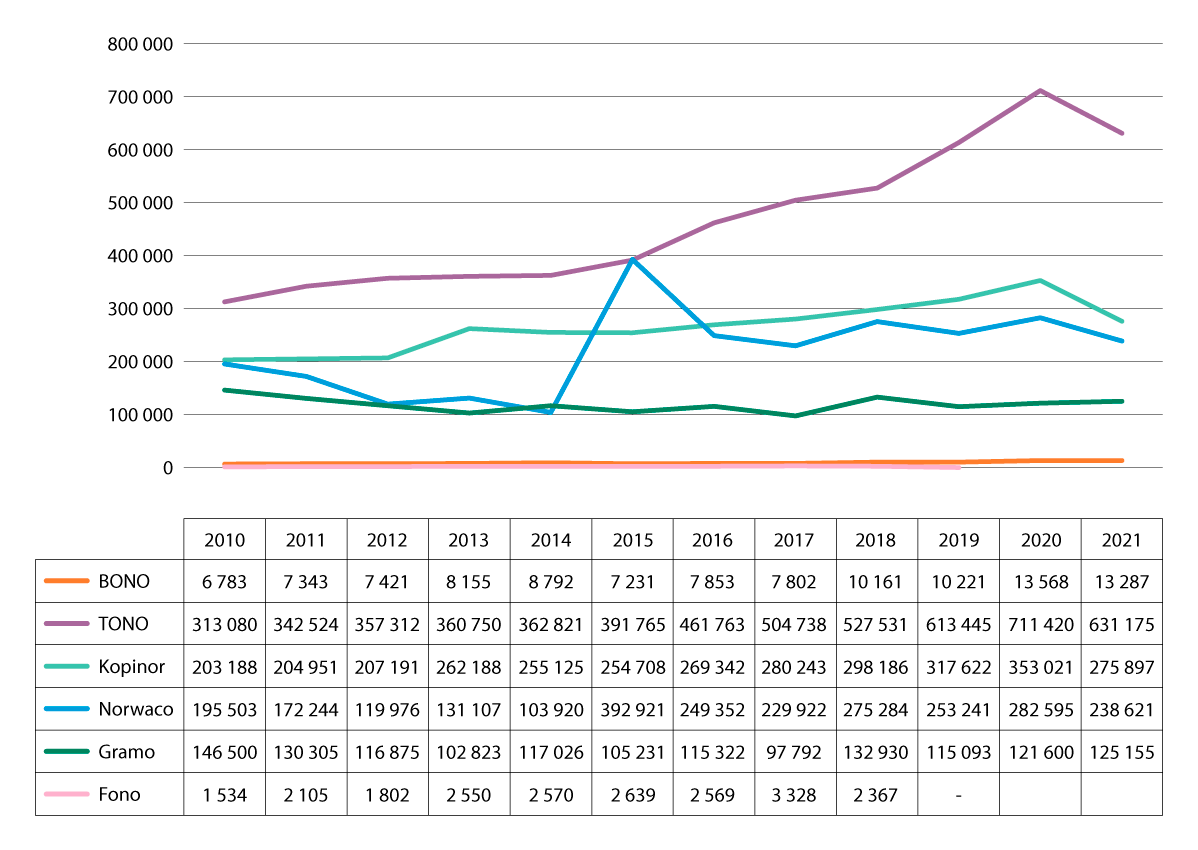 800 000
700 000
600 000
500 000
400 000
300 000
200 000
100 000
0
2010 2011 2012 2013 2014 2015 2016 2017 2018 2019 2020 2021
BONO 6 783 7 343 7 421 8 155 8 792 7 231 7 853 7 802 10 161 10 221 13 568 13 287
TONO 313 080 342 524 357 312 360 750 362 821 391 765 461 763 504 738 527 531 613 445 711 420 631 175
Kopinor 203 188 204 951 207 191 262 188 255 125 254 708 269 342 280 243 298 186 317 622 353 021 275 897
Norwaco 195 503 172 244 119 976 131 107 103 920 392 921 249 352 229 922 275 284 253 241 282 595 238 621
Gramo 146 500 130 305 116 875 102 823 117 026 105 231 115 322 97 792 132 930 115 093 121 600 125 155
Fono 1 534 2 105 1 802 2 550 2 570 2 639 2 569 3 328 2 367 -